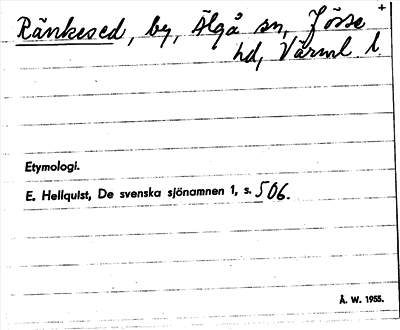 Ränkesed, by, Älgå sn, Jösse +
hd, Värml. l.
Etymologi.
E. Hellquist, De svenska sjönamnen 1, s. 506.
Å. W. 1955.